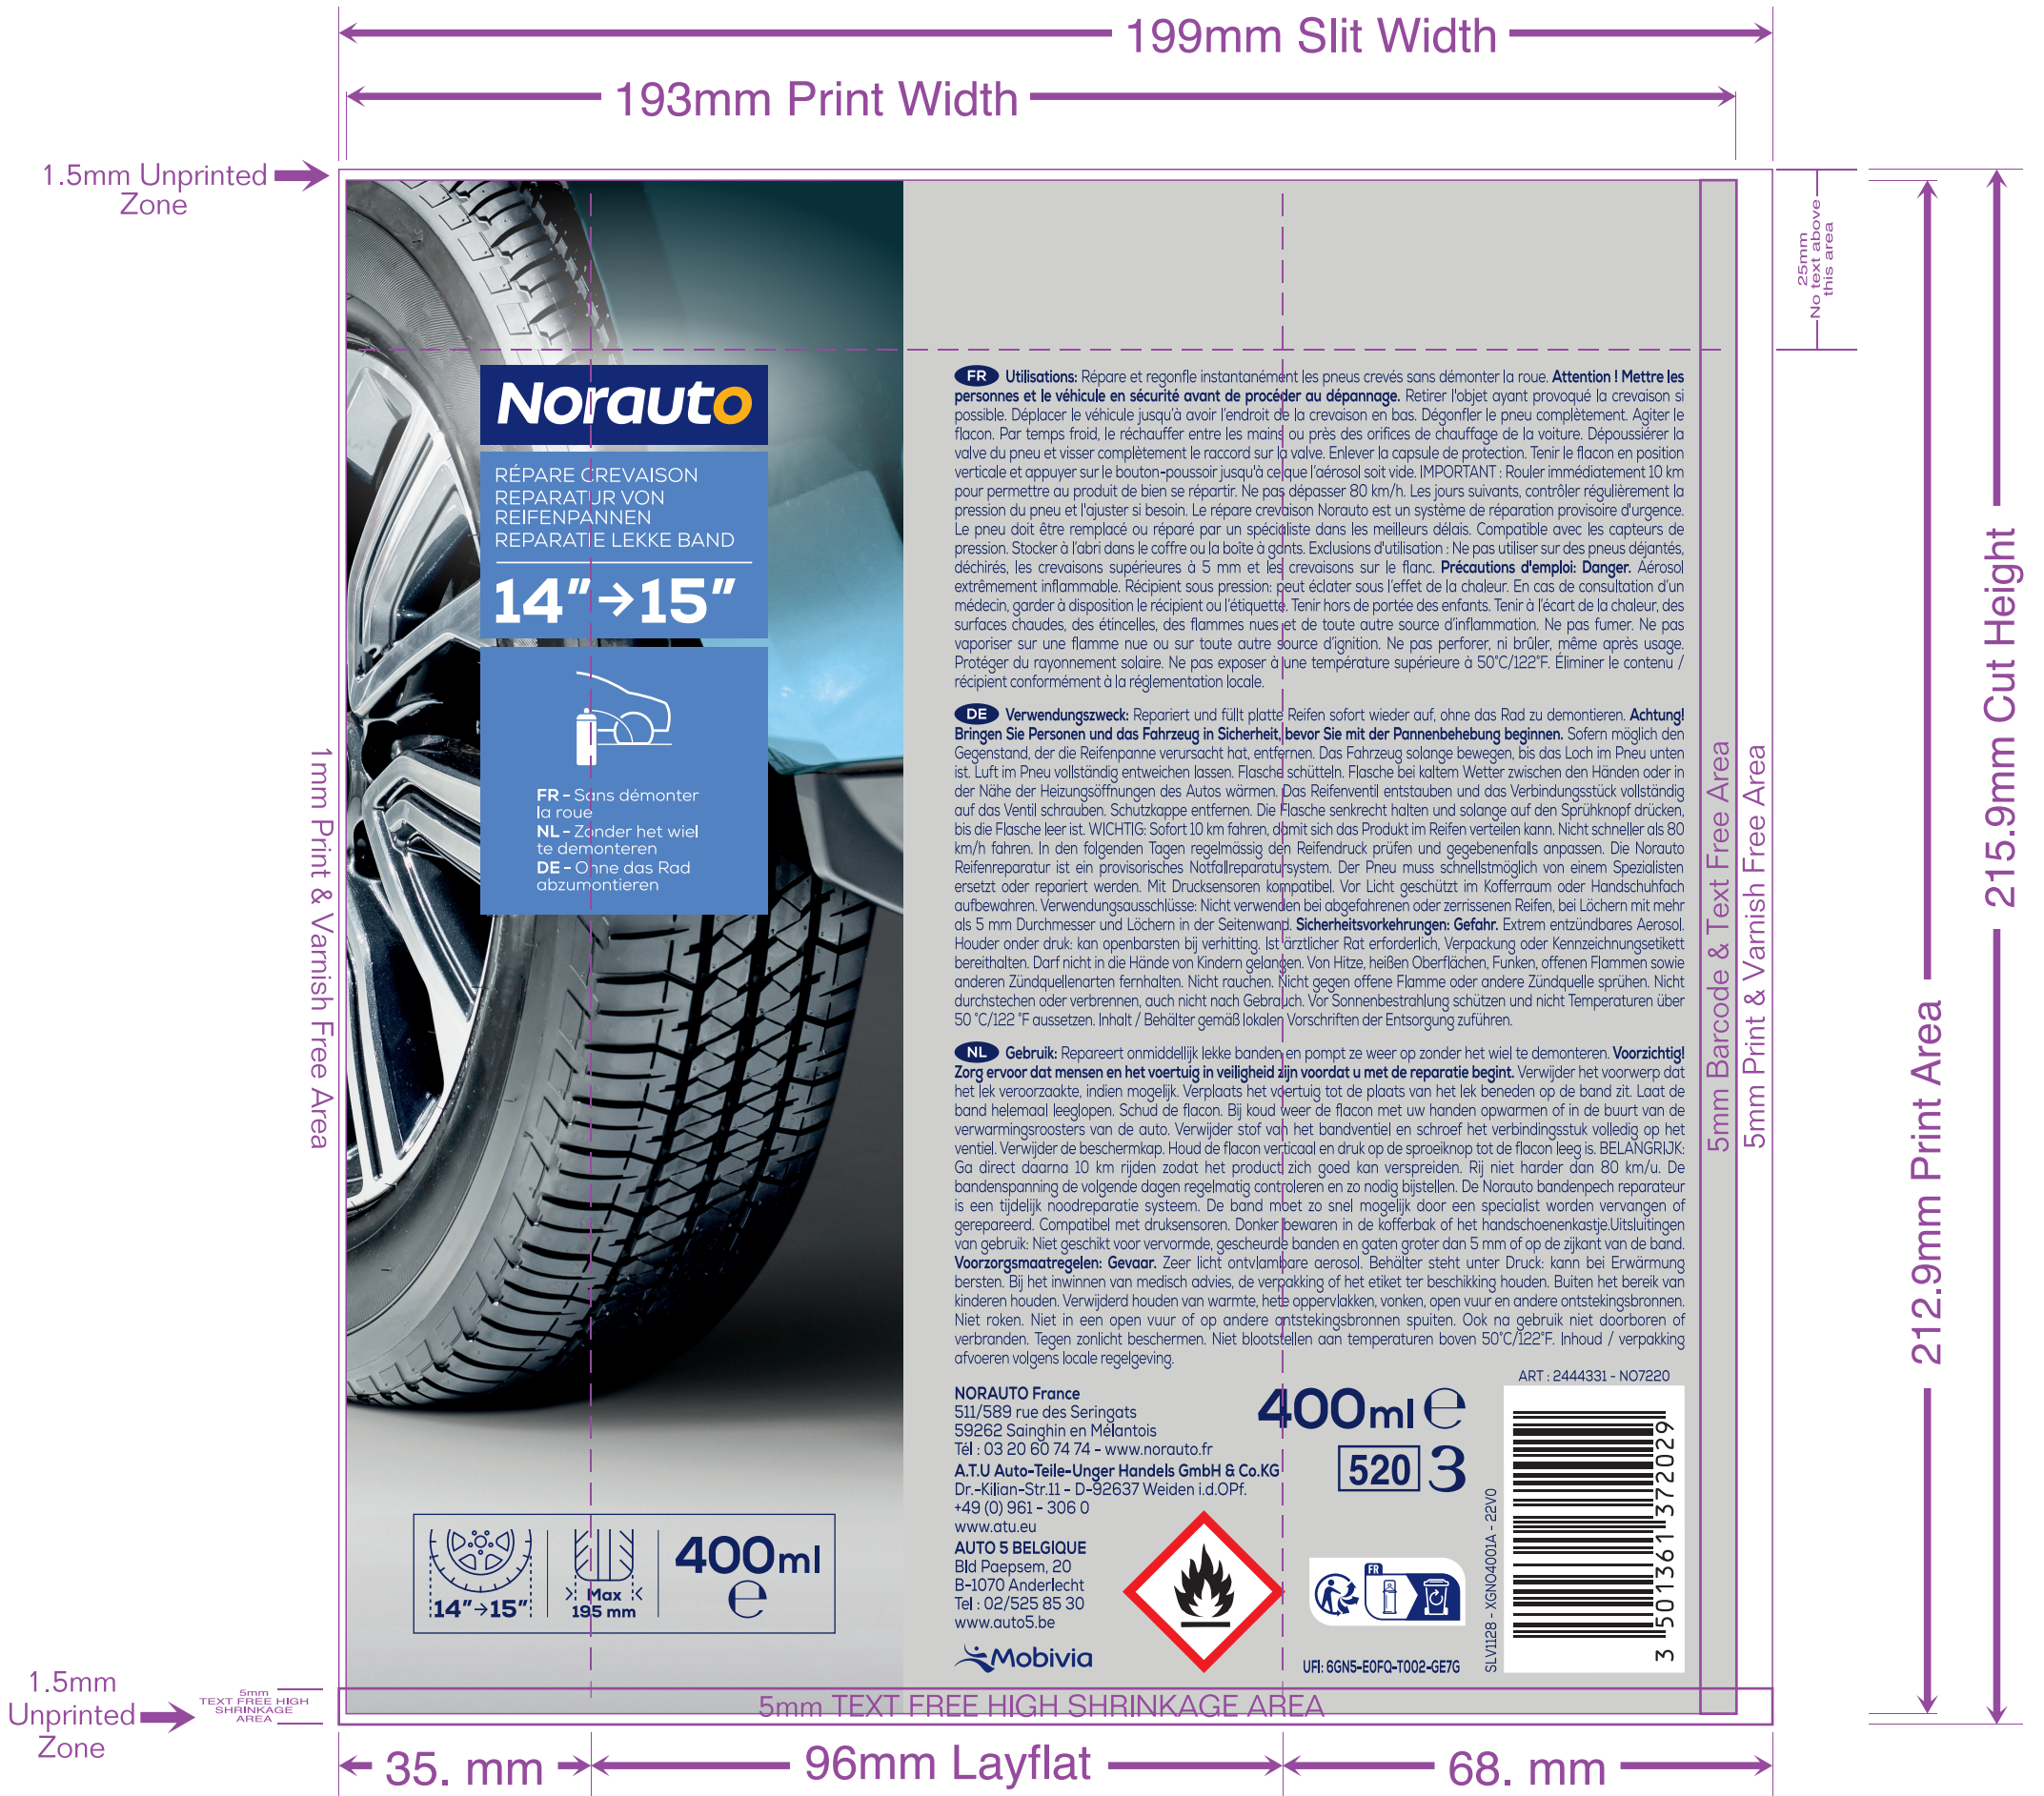 199mm Slit Width
193mm Print Width
1.5mm Unprinted
Zone
25mm
No text above
this area
Norauto
RÉPARE CREVAISON
REPARATUR VON
REIFENPANNEN
REPARATIE LEKKE BAND
14” → 15”
FR - Sans démonter
la roue
NL - Zonder het wiel
te demonteren
DE - Ohne das Rad
abzumontieren
14” → 15”
Max
195 mm
400ml
e
1mm Print & Varnish Free Area
FR Utilisations: Répare et regonfle instantanément les pneus crevés sans démonter la roue. Attention ! Mettre les
personnes et le véhicule en sécurité avant de procéder au dépannage. Retirer l'objet ayant provoqué la crevaison si
possible. Déplacer le véhicule jusqu'à avoir l'endroit de la crevaison en bas. Dégonfler le pneu complètement. Agiter le
flacon. Par temps froid, le réchauffer entre les mains ou près des orifices de chauffage de la voiture. Dépoussiérer la
valve du pneu et visser complètement le raccord sur la valve. Enlever la capsule de protection. Tenir le flacon en position
verticale et appuyer sur le bouton-poussoir jusqu'à ce que l'aérosol soit vide. IMPORTANT : Rouler immédiatement 10 km
pour permettre au produit de bien se répartir. Ne pas dépasser 80 km/h. Les jours suivants, contrôler régulièrement la
pression du pneu et l'ajuster si besoin. Le répare crevaison Norauto est un système de réparation provisoire d'urgence.
Le pneu doit être remplacé ou réparé par un spécialiste dans les meilleurs délais. Compatible avec les capteurs de
pression. Stocker à l'abri dans le coffre ou la boîte à gants. Exclusions d'utilisation : Ne pas utiliser sur des pneus déjantés,
déchirés, les crevaisons supérieures à 5 mm et les crevaisons sur le flanc. Précautions d'emploi: Danger. Aérosol
extrêmement inflammable. Récipient sous pression: peut éclater sous l'effet de la chaleur. En cas de consultation d'un
médecin, garder à disposition le récipient ou l'étiquette. Tenir hors de portée des enfants. Tenir à l'écart de la chaleur, des
surfaces chaudes, des étincelles, des flammes nues et de toute autre source d'inflammation. Ne pas fumer. Ne pas
vaporiser sur une flamme nue ou sur toute autre source d'ignition. Ne pas perforer, ni brûler, même après usage.
Protéger du rayonnement solaire. Ne pas exposer à une température supérieure à 50°C/122°F. Éliminer le contenu /
récipient conformément à la réglementation locale.
DE Verwendungszweck: Repariert und füllt platte Reifen sofort wieder auf, ohne das Rad zu demontieren. Achtung!
Bringen Sie Personen und das Fahrzeug in Sicherheit, bevor Sie mit der Pannenbehebung beginnen. Sofern möglich den
Gegenstand, der die Reifenpanne verursacht hat, entfernen. Das Fahrzeug solange bewegen, bis das Loch im Pneu unten
ist. Luft im Pneu vollständig entweichen lassen. Flasche schütteln. Flasche bei kaltem Wetter zwischen den Händen oder in
der Nähe der Heizungsöffnungen des Autos wärmen. Das Reifenventil entstauben und das Verbindungsstück vollständig
auf das Ventil schrauben. Schutzkappe entfernen. Die Flasche senkrecht halten und solange auf den Sprühknopf drücken,
bis die Flasche leer ist. WICHTIG: Sofort 10 km fahren, damit sich das Produkt im Reifen verteilen kann. Nicht schneller als 80
km/h fahren. In den folgenden Tagen regelmässig den Reifendruck prüfen und gegebenenfalls anpassen. Die Norauto
Reifenreparatur ist ein provisorisches Notfallreparatursystem. Der Pneu muss schnellstmöglich von einem Spezialisten
ersetzt oder repariert werden. Mit Drucksensoren kompatibel. Vor Licht geschützt im Kofferraum oder Handschuhfach
aufbewahren. Verwendungsausschlüsse: Nicht verwenden bei abgefahrenen oder zerrissenen Reifen, bei Löchern mit mehr
als 5 mm Durchmesser und Löchern in der Seitenwand. Sicherheitsvorkehrungen: Gefahr. Extrem entzündbares Aerosol.
Houder onder druk: kan openbarsten bij verhitting. Ist ärztlicher Rat erforderlich, Verpackung oder Kennzeichnungsetikett
bereithalten. Darf nicht in die Hände von Kindern gelangen. Von Hitze, heißen Oberflächen, Funken, offenen Flammen sowie
anderen Zündquellenarten fernhalten. Nicht rauchen. Nicht gegen offene Flamme oder andere Zündquelle sprühen. Nicht
durchstechen oder verbrennen, auch nicht nach Gebrauch. Vor Sonnenbestrahlung schützen und nicht Temperaturen über
50 °C/122 °F aussetzen. Inhalt / Behälter gemäß lokalen Vorschriften der Entsorgung zuführen.
NL Gebruik: Repareert onmiddellijk lekke banden en pompt ze weer op zonder het wiel te demonteren. Voorzichtig!
Zorg ervoor dat mensen en het voertuig in veiligheid zijn voordat u met de reparatie begint. Verwijder het voorwerp dat
het lek veroorzaakte, indien mogelijk. Verplaats het voertuig tot de plaats van het lek beneden op de band zit. Laat de
band helemaal leeglopen. Schud de flacon. Bij koud weer de flacon met uw handen opwarmen of in de buurt van de
verwarmingsroosters van de auto. Verwijder stof van het bandventiel en schroef het verbindingsstuk volledig op het
ventiel. Verwijder de beschermkap. Houd de flacon verticaal en druk op de sproeiknop tot de flacon leeg is. BELANGRIJK:
Ga direct daarna 10 km rijden zodat het product zich goed kan verspreiden. Rij niet harder dan 80 km/u. De
bandenspanning de volgende dagen regelmatig controleren en zo nodig bijstellen. De Norauto bandenpech reparateur
is een tijdelijk noodreparatie systeem. De band moet zo snel mogelijk door een specialist worden vervangen of
gerepareerd. Compatibel met druksensoren. Donker bewaren in de kofferbak of het handschoenenkastje.Uitsluitingen
van gebruik: Niet geschikt voor vervormde, gescheurde banden en gaten groter dan 5 mm of op de zijkant van de band.
Voorzorgsmaatregelen: Gevaar. Zeer licht ontvlambare aerosol. Behälter steht unter Druck: kann bei Erwärmung
bersten. Bij het inwinnen van medisch advies, de verpakking of het etiket ter beschikking houden. Buiten het bereik van
kinderen houden. Verwijderd houden van warmte, hete oppervlakken, vonken, open vuur en andere ontstekingsbronnen.
Niet roken. Niet in een open vuur of op andere ontstekingsbronnen spuiten. Ook na gebruik niet doorboren of
verbranden. Tegen zonlicht beschermen. Niet blootstellen aan temperaturen boven 50°C/122°F. Inhoud / verpakking
afvoeren volgens locale regelgeving.
NORAUTO France
511/589 rue des Seringats
59262 Sainghin en Mélantois
Tél : 03 20 60 74 74 - www.norauto.fr
A.T.U Auto-Teile-Unger Handels GmbH & Co.KG
Dr.-Kilian-Str.11 - D-92637 Weiden i.d.OPf.
+49 (0) 961 - 306 0
www.atu.eu
AUTO 5 BELGIQUE
Bld Paepsem, 20
B-1070 Anderlecht
Tel : 02/525 85 30
www.auto5.be
Mobivia
400ml e
520 3
FR
UFI: 6GN5-E0FQ-T002-GE7G
ART : 2444331 - NO7220
SLV1128 - XGNO4001A - 22V0
3 501361 372029
5mm Barcode & Text Free Area
5mm Print & Varnish Free Area
212.9mm Print Area
215.9mm Cut Height
1.5mm
Unprinted
Zone
5mm
TEXT FREE HIGH
SHRINKAGE
AREA
5mm TEXT FREE HIGH SHRINKAGE AREA
35. mm
96mm Layflat
68. mm